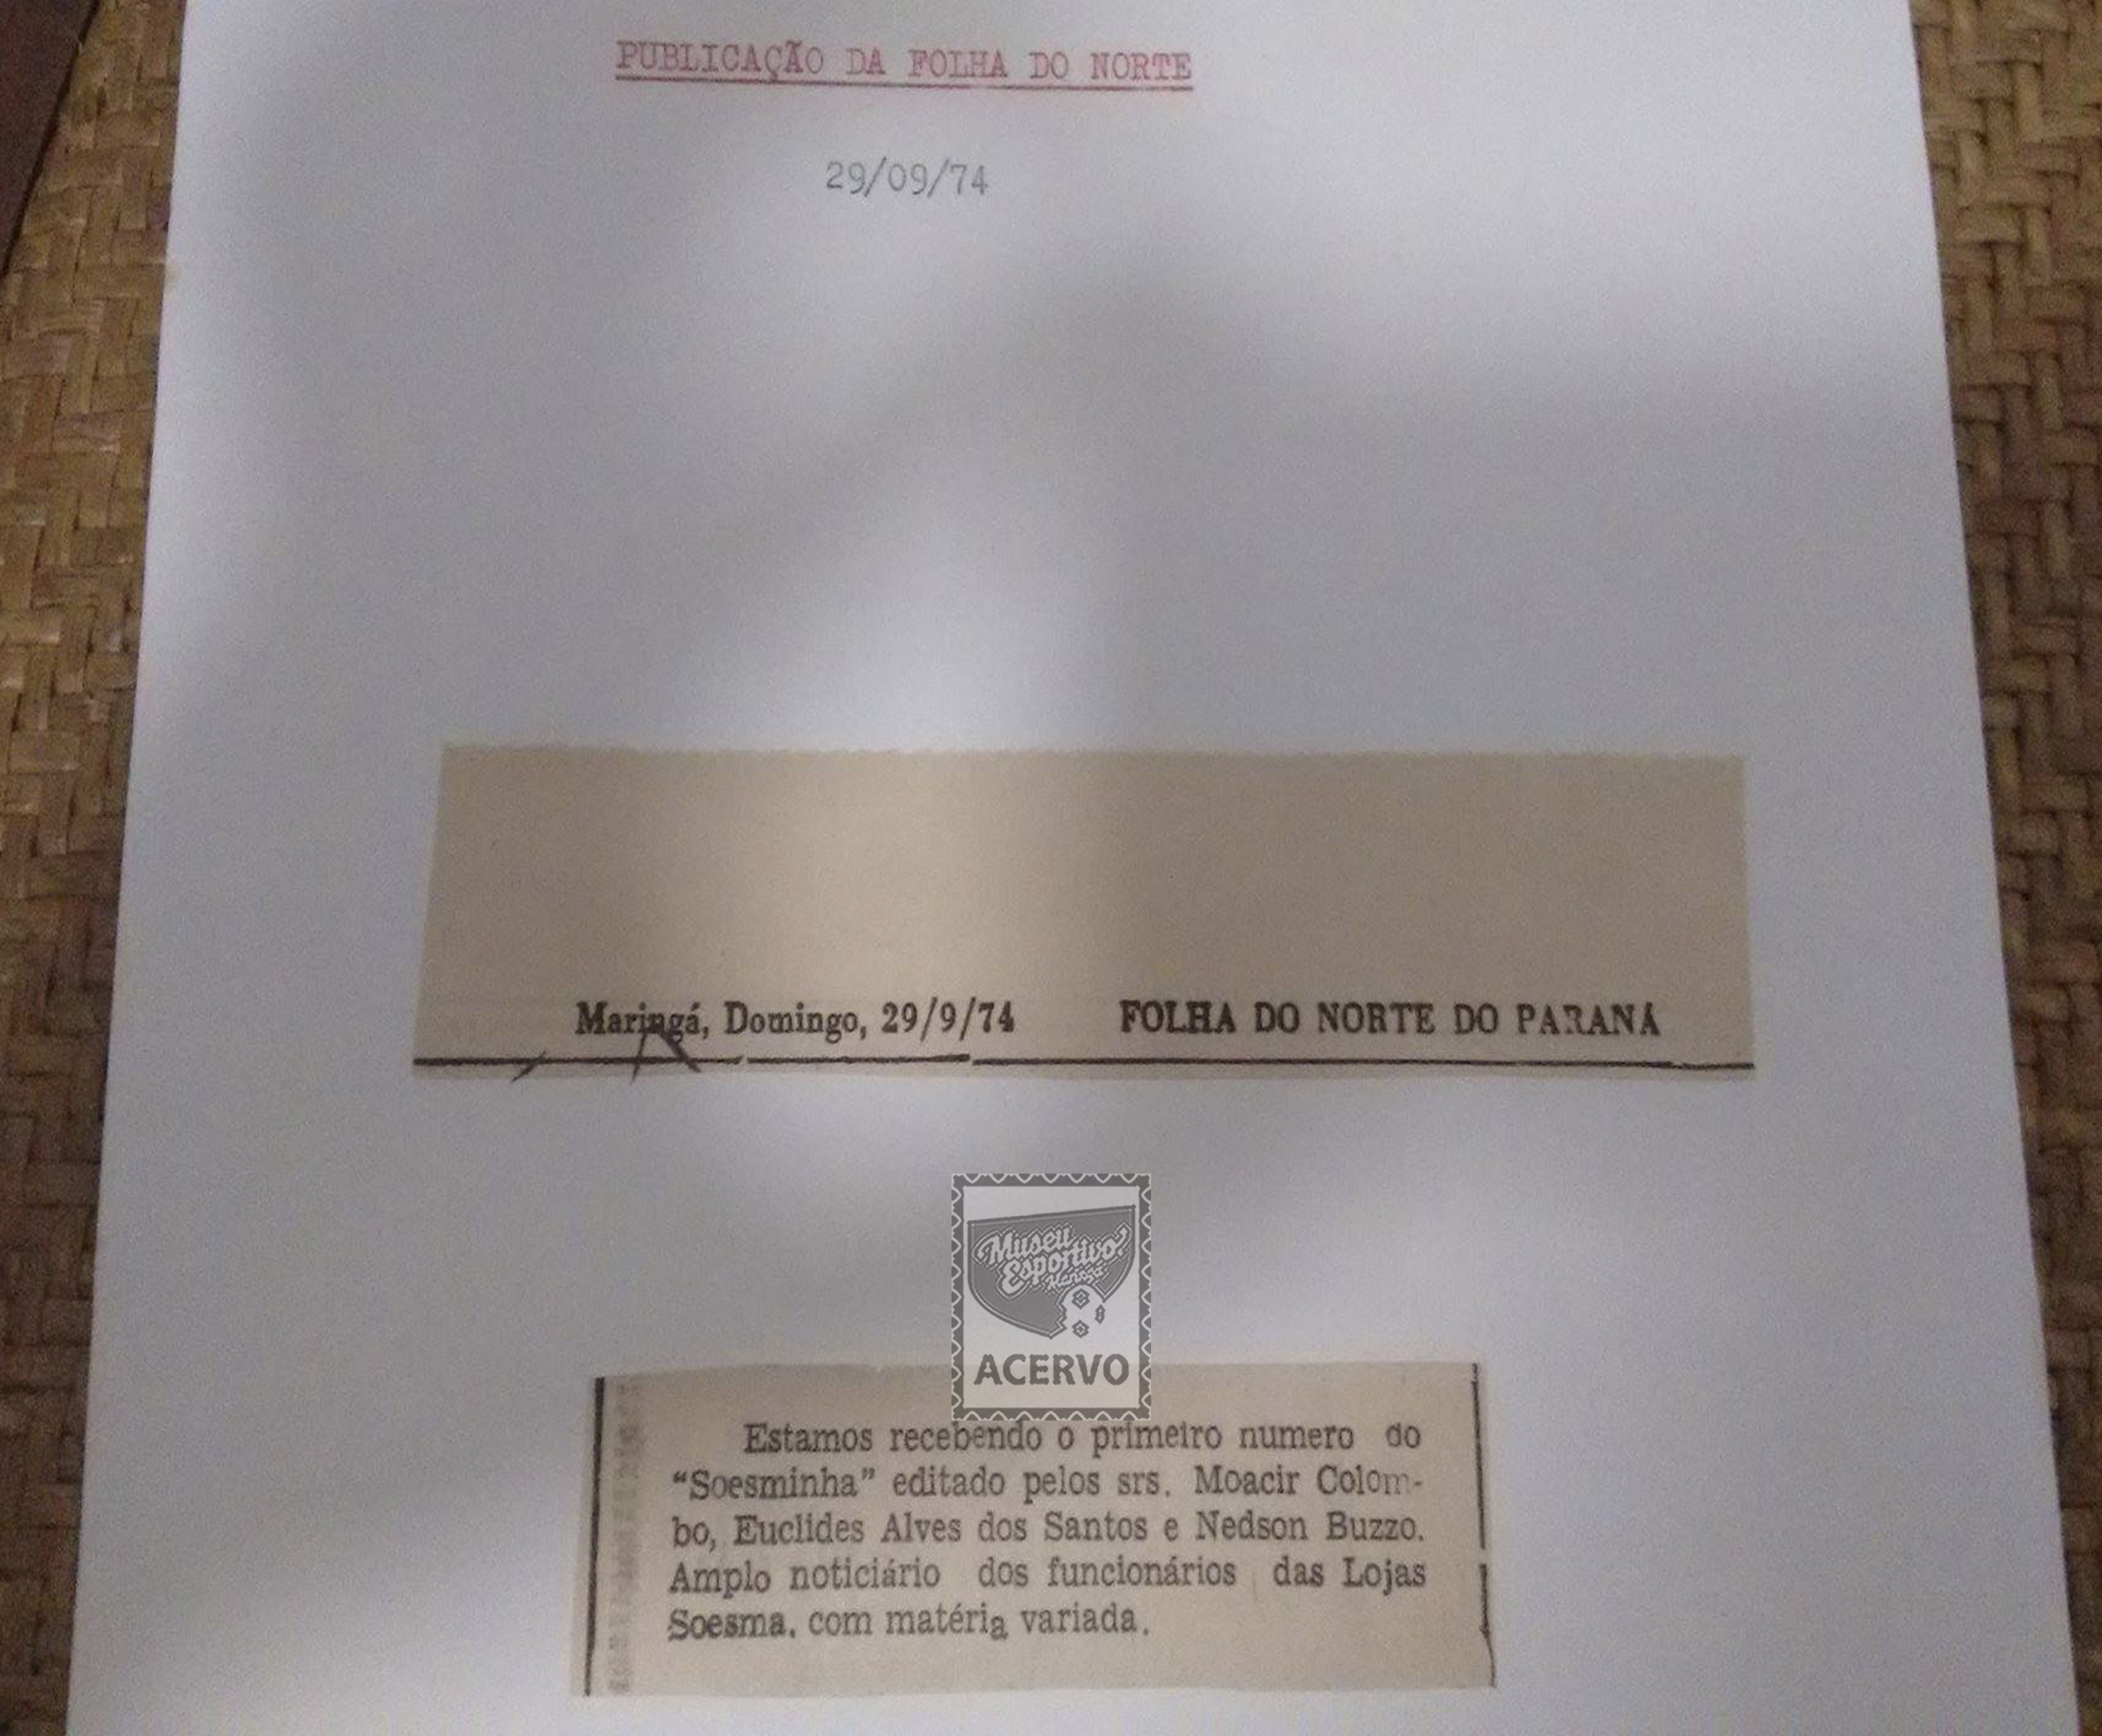 PUBLICAÇÃO DA FOLHA DO NORTE
29/09/74
Maringá, Domingo, 29/9/74 FOLHA DO NORTE DO PARANÁ
Museu
Esportivo
Maringá
ACERVO
Estamos recebendo o primeiro numero do
“Soesminha” editado pelos srs. Moacir Colom-
bo, Euclides Alves dos Santos e Nedson Buzzo.
Amplo noticiário dos funcionários das Lojas
Soesma, com matéria variada.